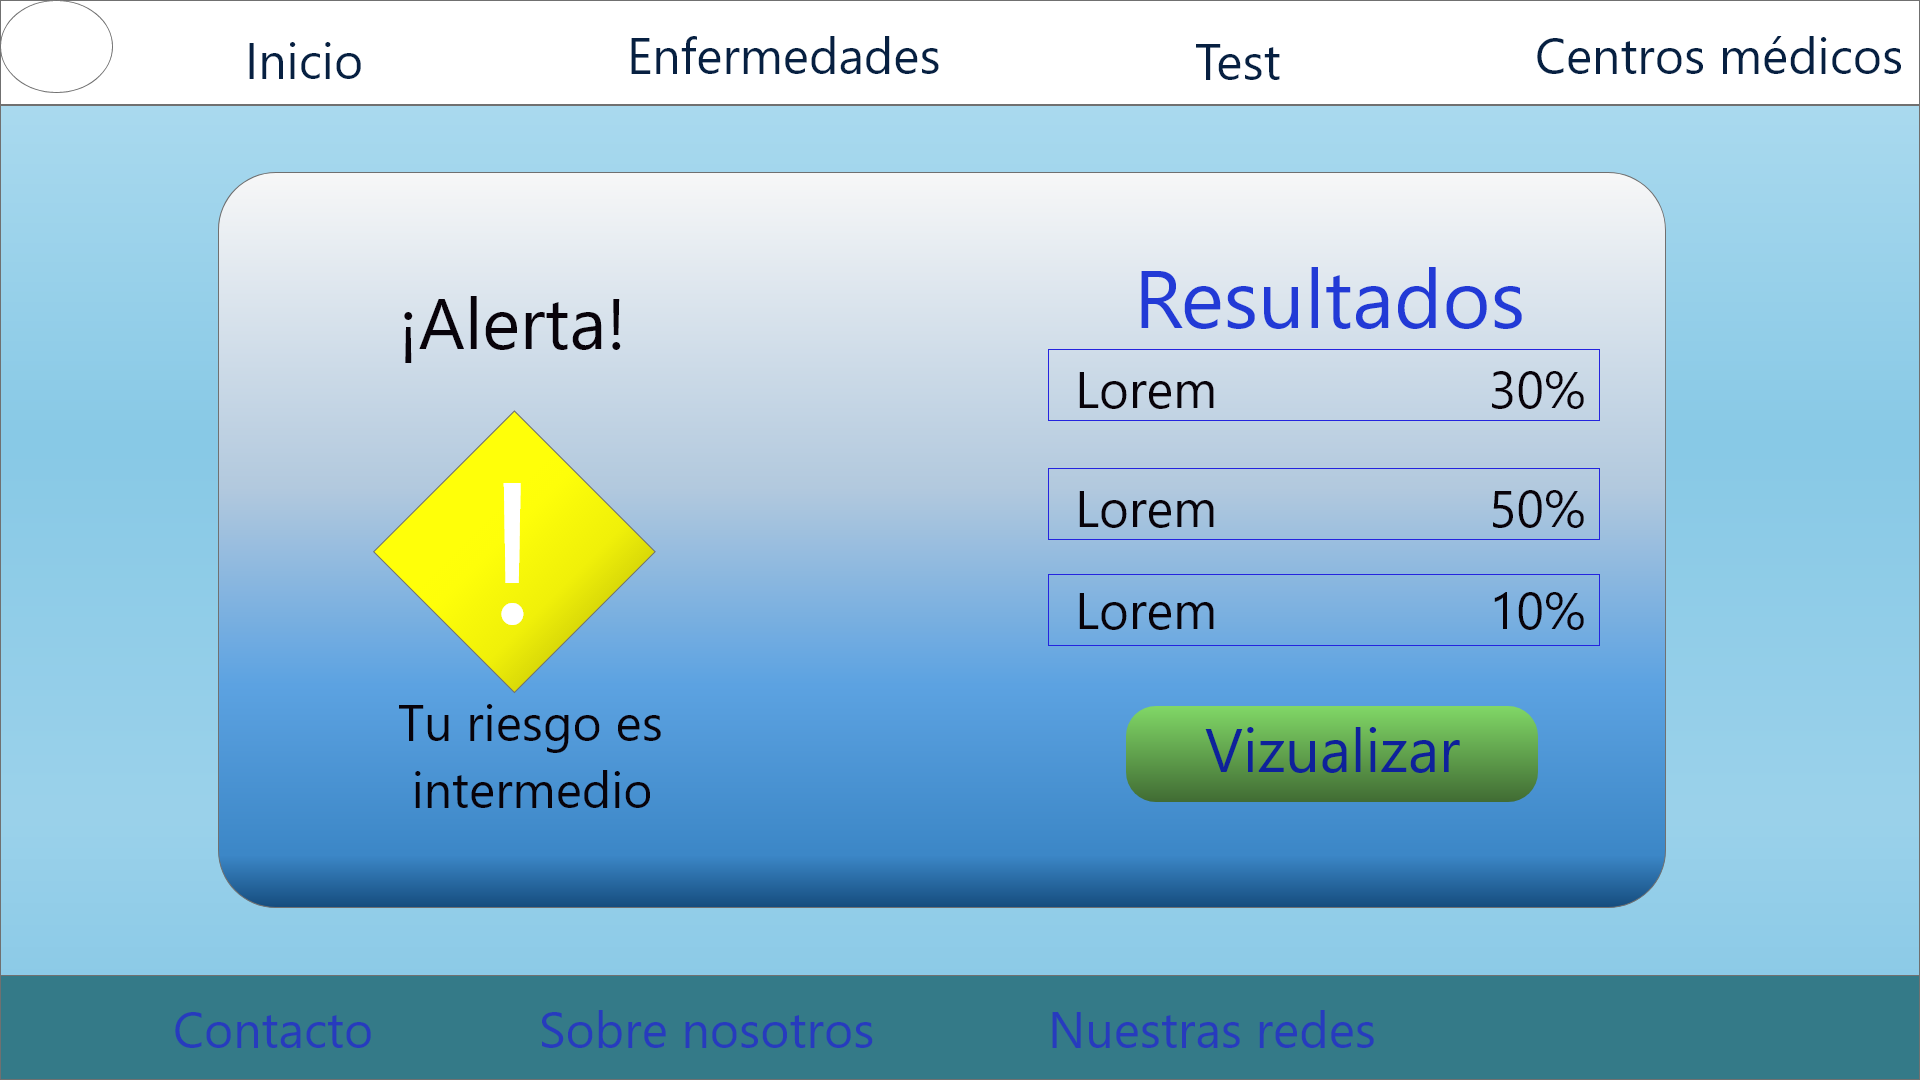 Inicio
Enfermedades
Test
Centros médicos
¡Alerta!
!
Tu riesgo es
intermedio
Resultados
Lorem 30%
Lorem 50%
Lorem 10%
Vizualizar
Contacto
Sobre nosotros
Nuestras redes